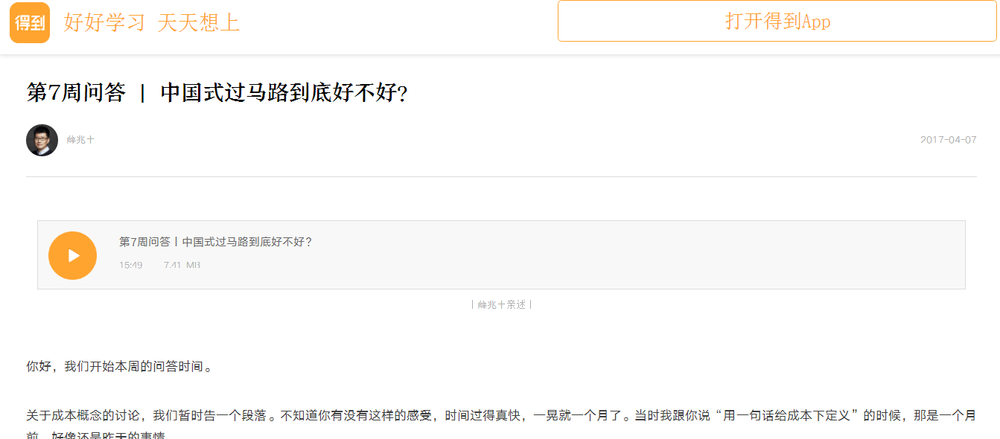 得到 好好学习 天天想上
打开得到App
第7周问答 | 中国式过马路到底好不好?
薛兆丰
2017-04-07
第7周问答丨中国式过马路到底好不好?
15:49 7.41 MB
| 薛兆丰亲述 |
你好，我们开始本周的问答时间。
关于成本概念的讨论，我们暂时告一个段落。不知道你有没有这样的感受，时间过得真快，一晃就一个月了。当时我跟你说“用一句话给成本下定义”的时候，那是一个月
前，好像还是昨天的事情